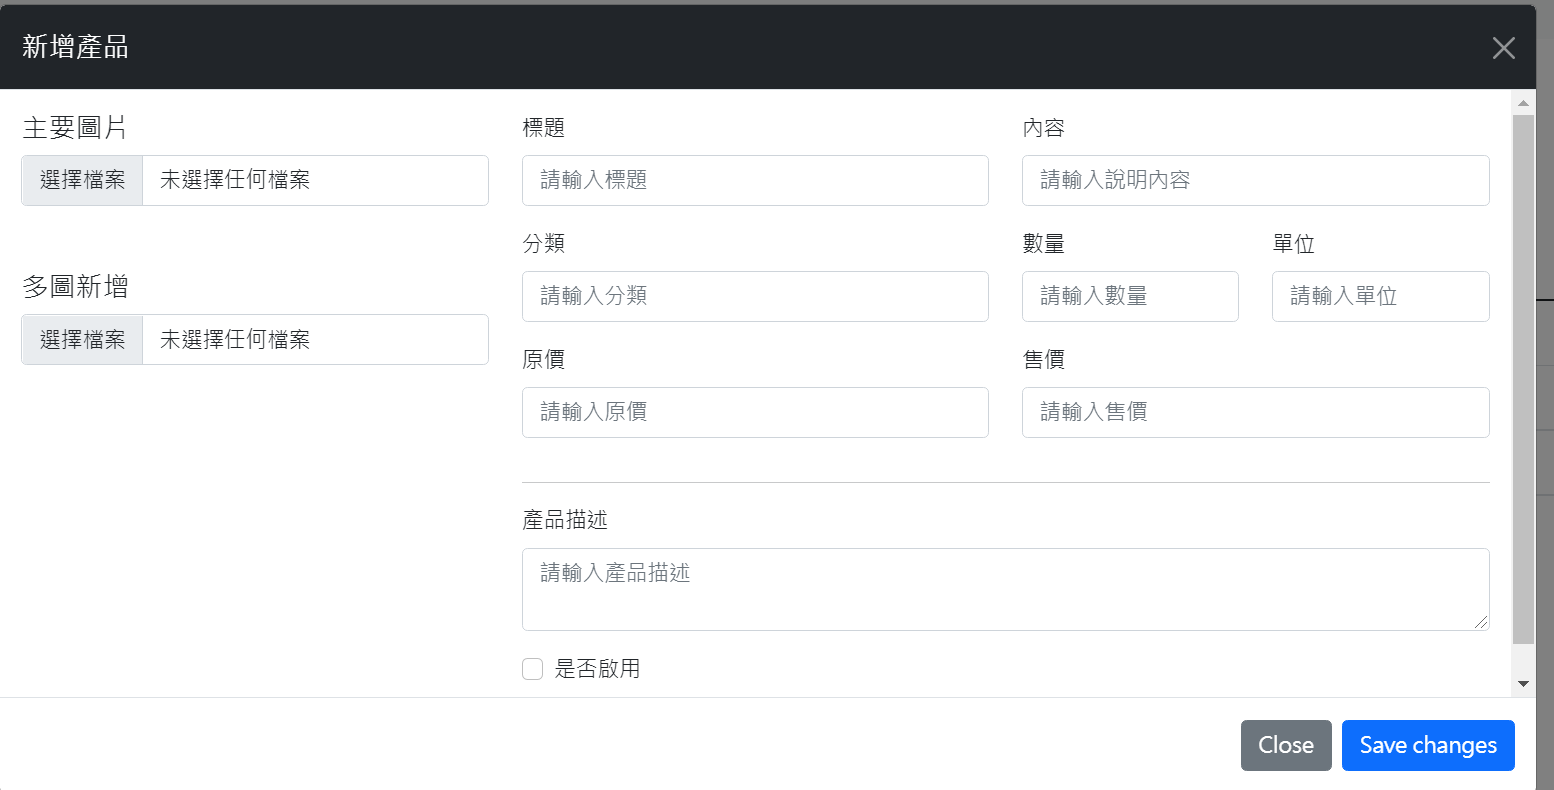 新增產品
主要圖片
選擇檔案 未選擇任何檔案
多圖新增
選擇檔案 未選擇任何檔案
標題 內容
請輸入標題 請輸入說明內容
分類 數量 單位
請輸入分類 請輸入數量 請輸入單位
原價 售價
請輸入原價 請輸入售價
產品描述
請輸入產品描述
是否啟用
Close Save changes